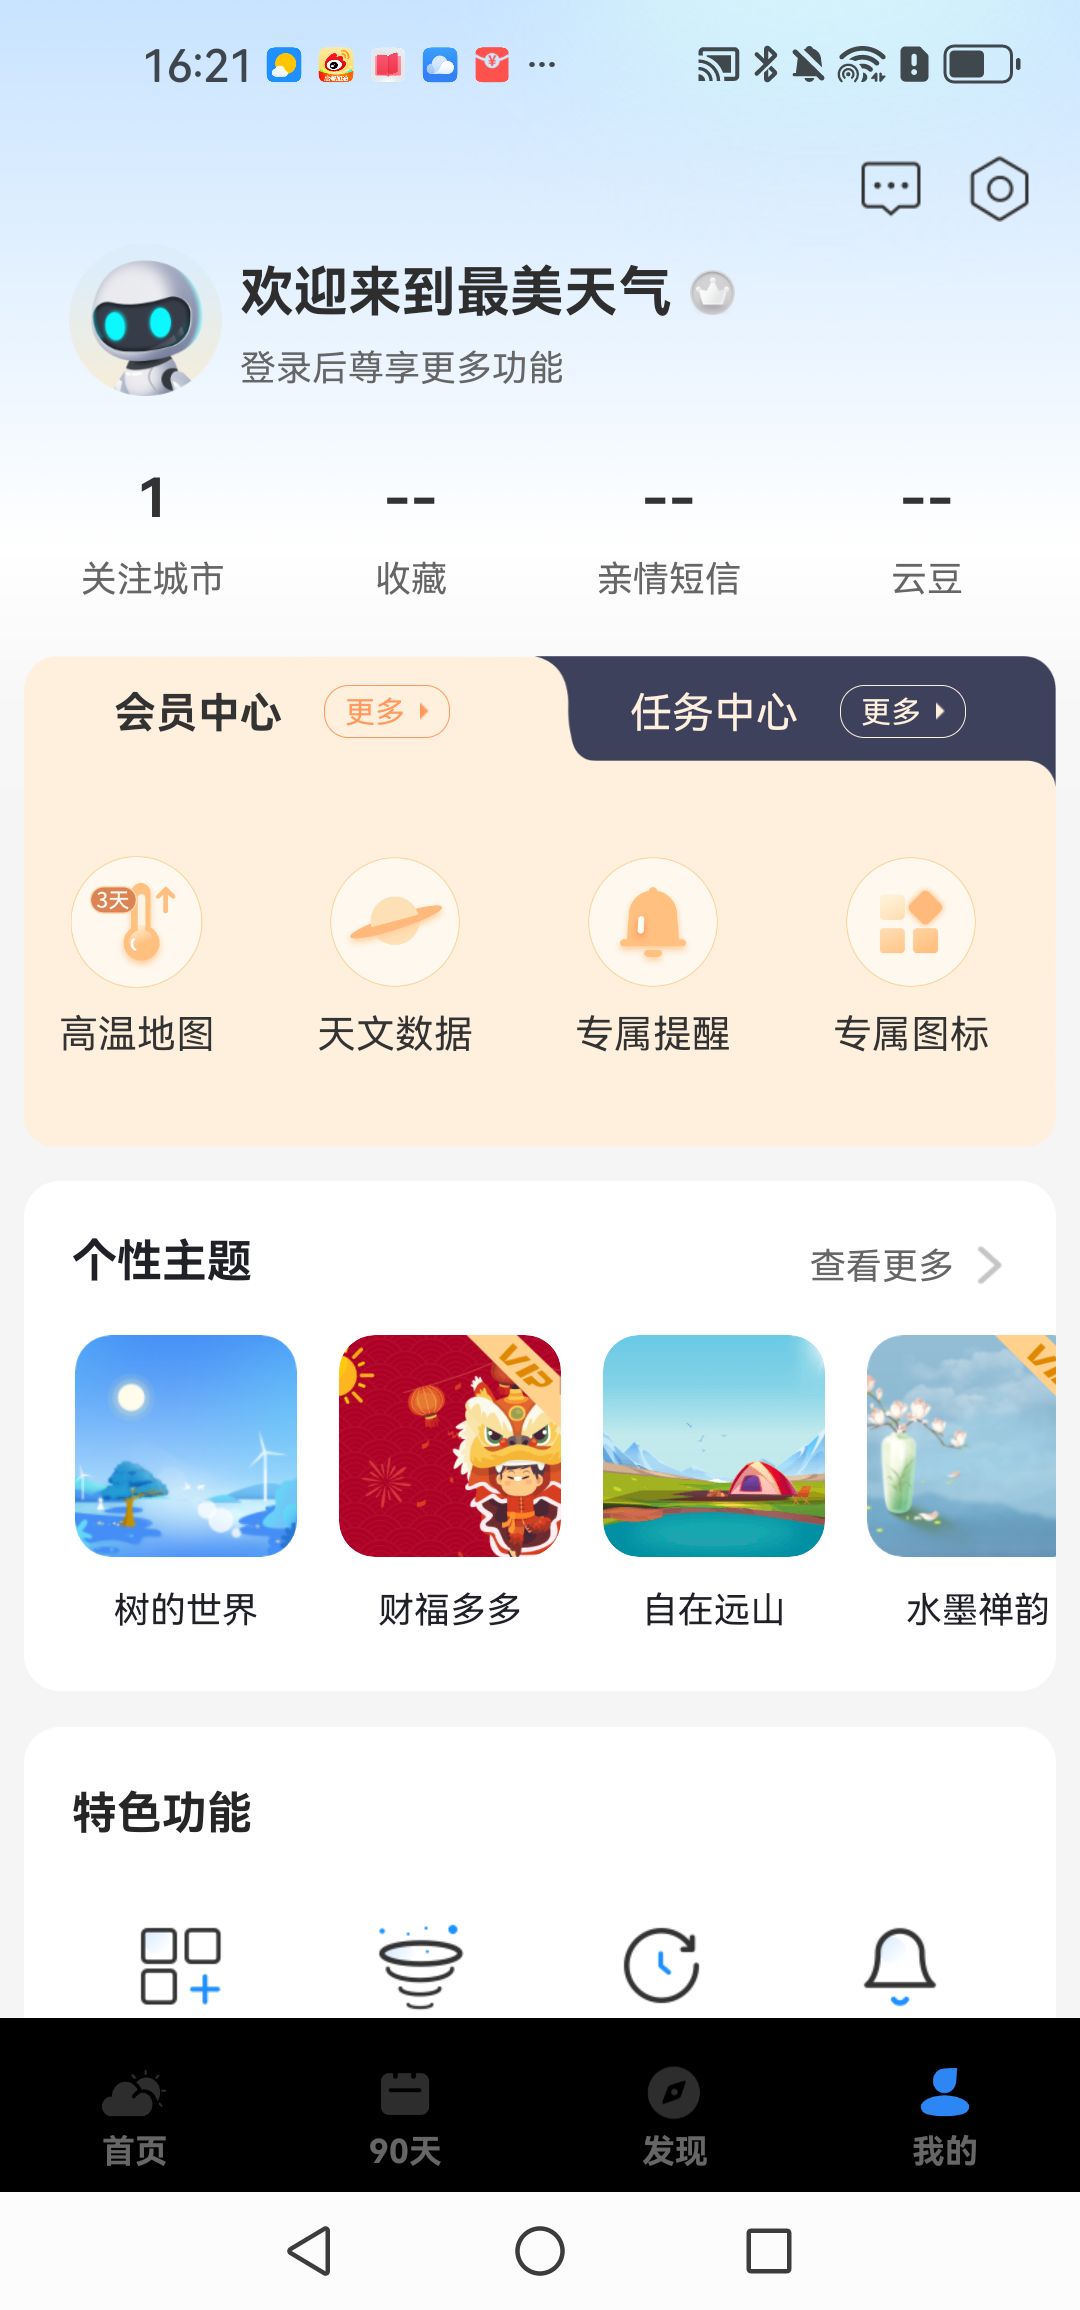 16:21
欢迎来到最美天气
登录后尊享更多功能
1 -- -- --
关注城市 收藏 亲情短信 云豆
会员中心 更多 任务中心 更多
3天
高温地图 天文数据 专属提醒 专属图标
个性主题 查看更多
VIP
树的世界 财福多多 自在远山 水墨禅韵
特色功能
首页 90天 发现 我的